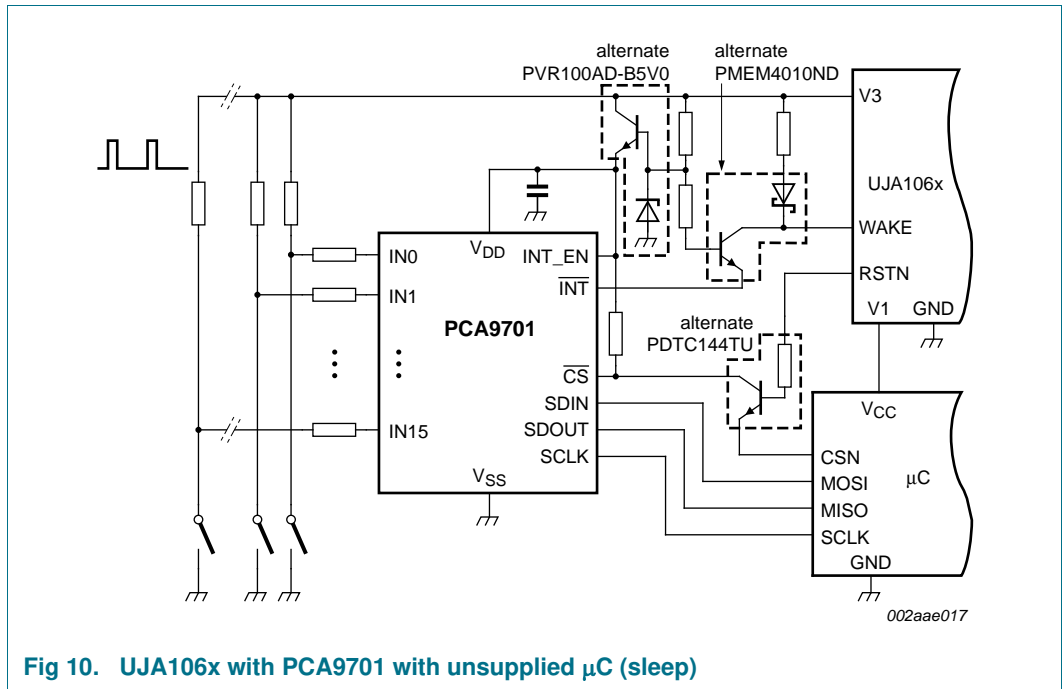 alternate
PVR100AD-B5V0
alternate
PMEM4010ND
V3
UJA106x
WAKE
RSTN
V1 GND
VDD
INT_EN
INT
IN0
IN1
PCA9701
CS
SDIN
SDOUT
SCLK
IN15
VSS
alternate
PDTC144TU
VCC
CSN
MOSI
MISO
SCLK
μC
GND
002aae017
Fig 10. UJA106x with PCA9701 with unsupplied μC (sleep)